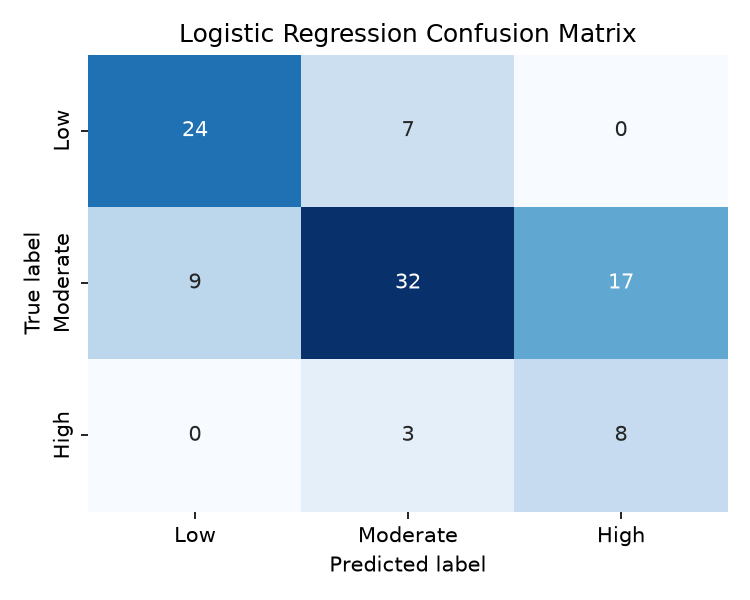 Logistic Regression Confusion Matrix
True label
Low
24 7 0
Moderate
9 32 17
High
0 3 8
Low Moderate High
Predicted label